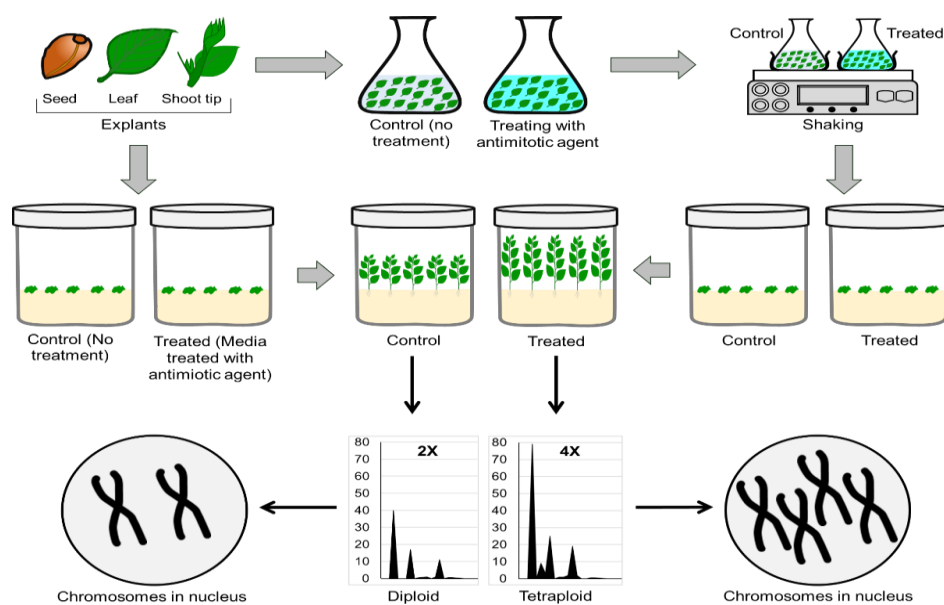 Seed Leaf Shoot tip
Explants
Control (no
treatment)
Treating with
antimitotic agent
Control
Treated
Shaking
Control (No
treatment)
Treated (Media
treated with
antimiotic agent)
Control
Treated
Control
Treated
Chromosomes in nucleus
80
70
60
50
40
30
20
10
0
2X
Diploid
80
70
60
50
40
30
20
10
0
4X
Tetraploid
Chromosomes in nucleus